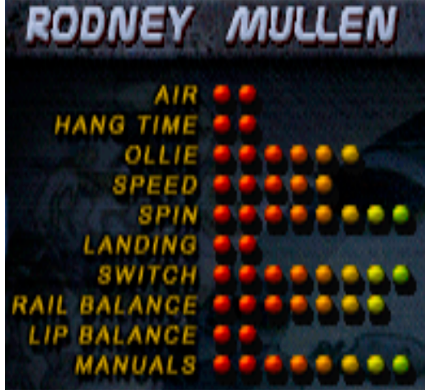 RODNEY MULLEN
AIR
HANG TIME
OLLIE
SPEED
SPIN
LANDING
SWITCH
RAIL BALANCE
LIP BALANCE
MANUALS